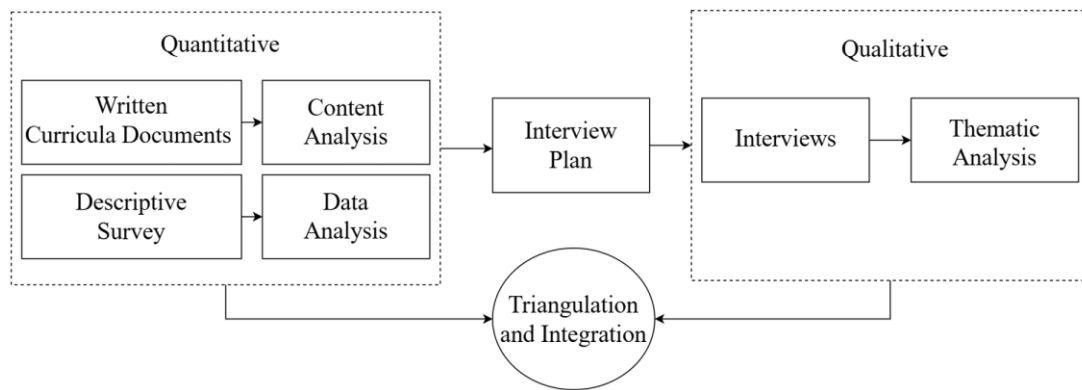 Quantitative
Written
Curricula Documents
Content
Analysis
Descriptive
Survey
Data
Analysis
Interview
Plan
Qualitative
Interviews
Thematic
Analysis
Triangulation
and Integration